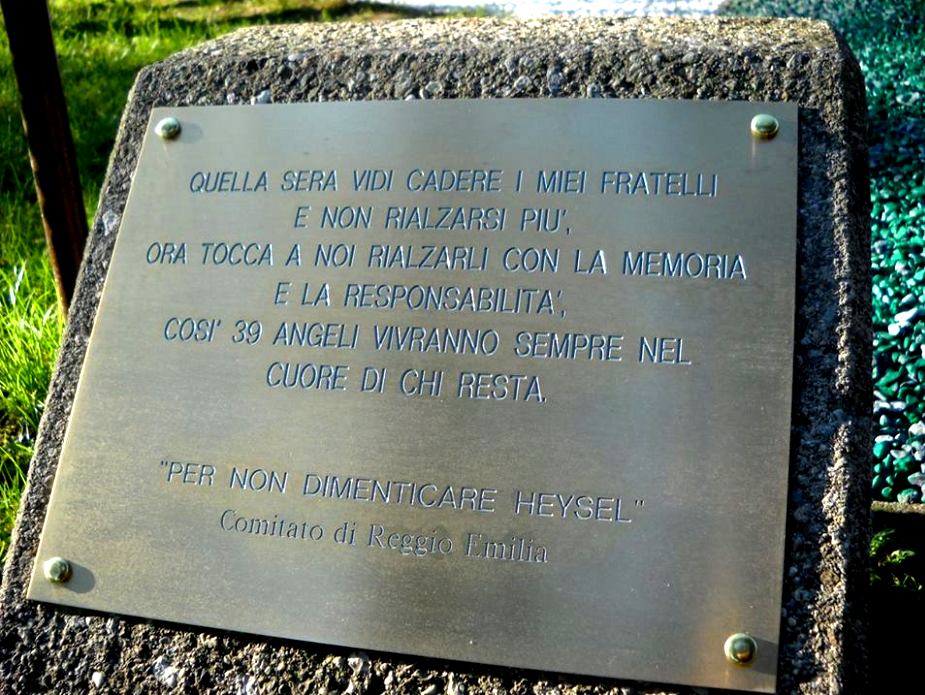 QUELLA SERA VIDI CADERE I MIEI FRATELLI
E NON RIALZARSI PIU',
ORA TOCCA A NOI RIALZARLI CON LA MEMORIA
E LA RESPONSABILITA',
COSI' 39 ANGELI VIVRANNO SEMPRE NEL
CUORE DI CHI RESTA.
"PER NON DIMENTICARE HEYSEL"
Comitato di Reggio Emilia